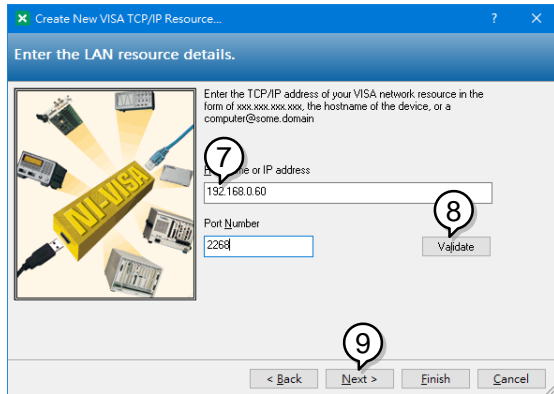 Create New VISA TCP/IP Resource...
Enter the LAN resource details.
Enter the TCP/IP address of your VISA network resource in the
form of xxx.xxx.xxx.xxx, the hostname of the device, or a
computer@some.domain
7
or IP address
192.168.0.60
8
Port Number
2268
Validate
NI-VISA
9
< Back Next > Finish Cancel